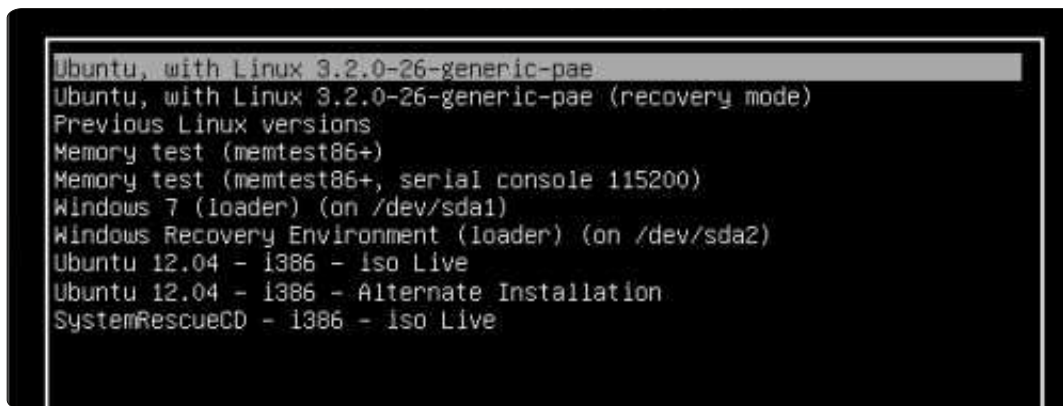 Ubuntu, with Linux 3.2.0-26-generic-pae
Ubuntu, with Linux 3.2.0-26-generic-pae (recovery mode)
Previous Linux versions
Memory test (memtest86+)
Memory test (memtest86+, serial console 115200)
Windows 7 (loader) (on /dev/sda1)
Windows Recovery Environment (loader) (on /dev/sda2)
Ubuntu 12.04 - i386 - iso Live
Ubuntu 12.04 - i386 - Alternate Installation
SystemRescueCD - i386 - iso Live